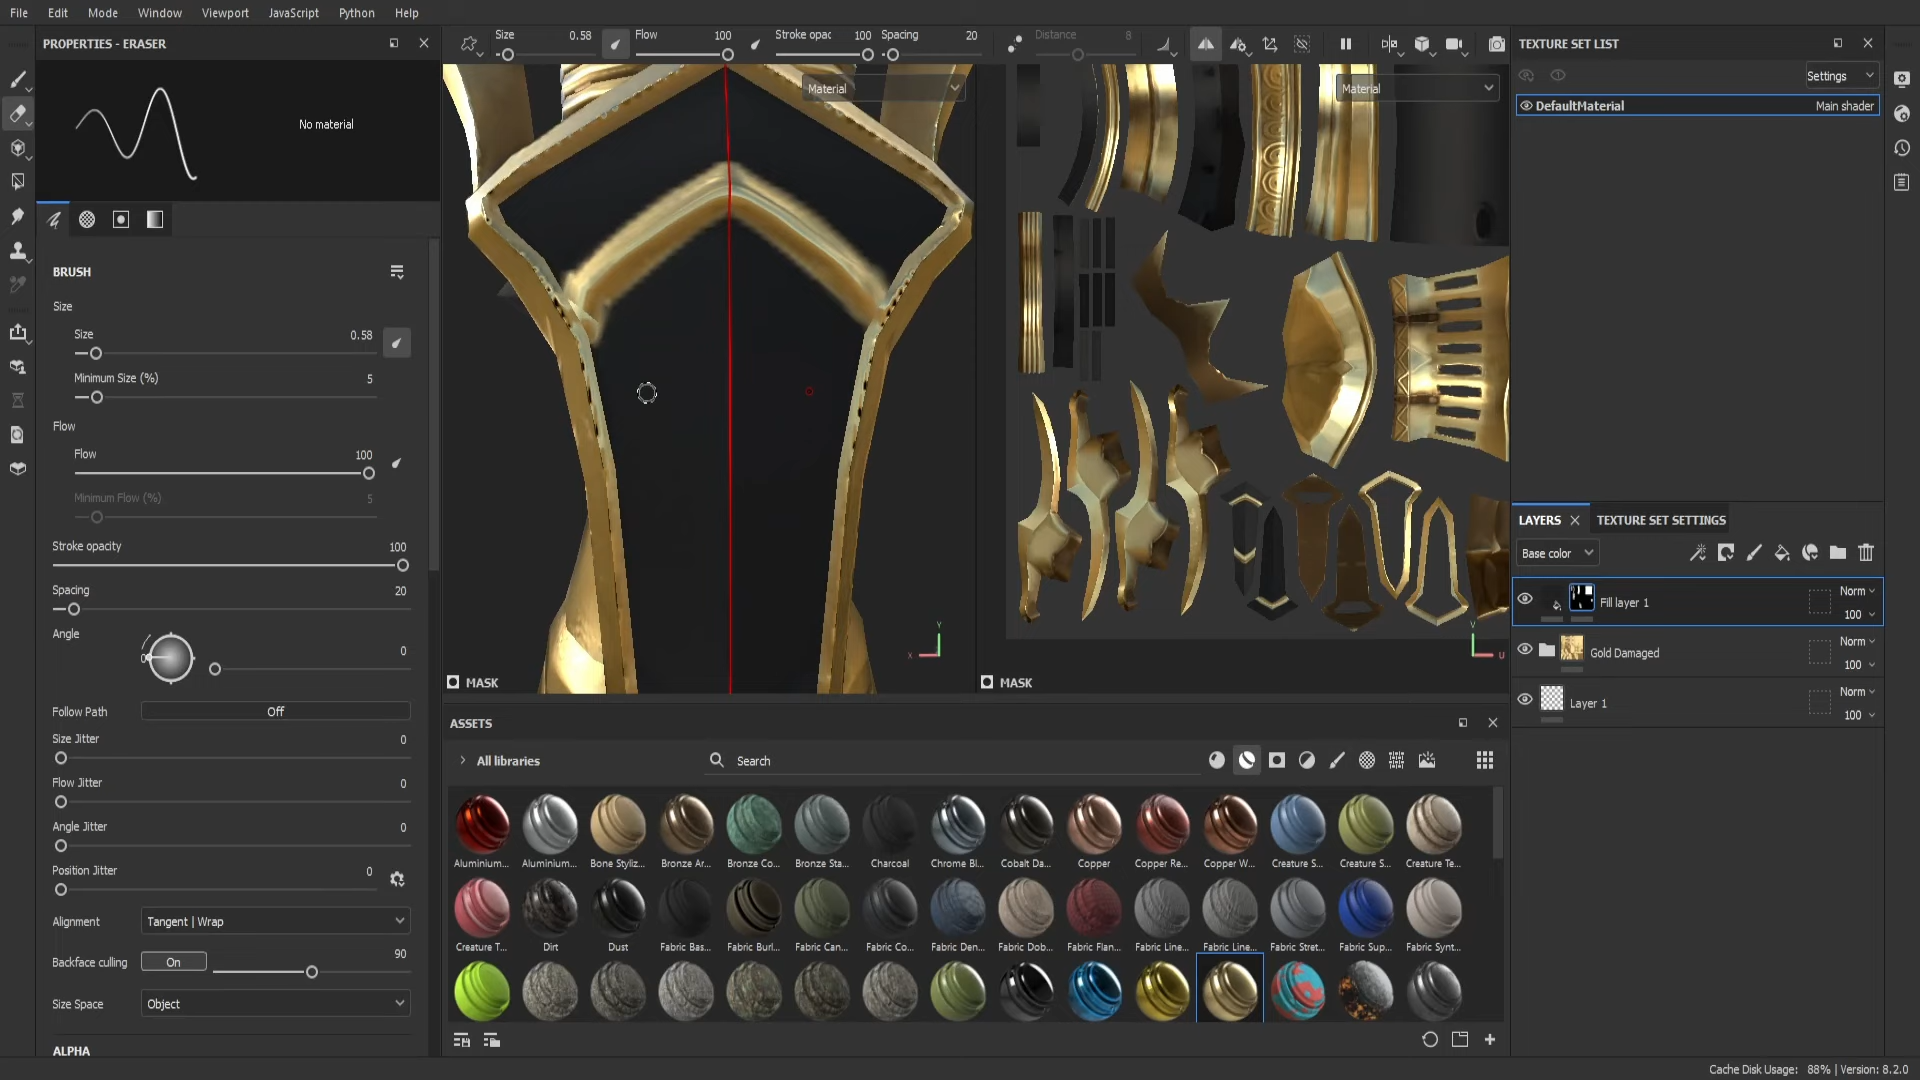 File Edit Mode Window Viewport JavaScript Python Help
PROPERTIES - ERASER
No material
BRUSH
Size
Size 0.58
Minimum Size (%) 5
Flow
Flow 100
Minimum Flow (%) 5
Stroke opacity 100
Spacing 20
Angle 0
0
Follow Path Off
Size Jitter 0
Flow Jitter 0
Angle Jitter 0
Position Jitter 0
Alignment Tangent | Wrap
Backface culling On 90
Size Space Object
ALPHA
Size 0.58 Flow 100 Stroke opac 100 Spacing 20 Distance 8
Material
Material
Y
X
MASK
V
U
MASK
ASSETS
All libraries
Search
Aluminium... Aluminium... Bone Styliz... Bronze Ar... Bronze Co... Bronze Sta... Charcoal Chrome Bl... Cobalt Da... Copper Copper Re... Copper W... Creature S... Creature S... Creature Te...
Creature T... Dirt Dust Fabric Bas... Fabric Burl... Fabric Can... Fabric Co... Fabric Den... Fabric Dob... Fabric Flan... Fabric Line... Fabric Line... Fabric Stret... Fabric Sup... Fabric Synt...
TEXTURE SET LIST
Settings
DefaultMaterial Main shader
LAYERS TEXTURE SET SETTINGS
Base color
Fill layer 1 Norm
100
Gold Damaged Norm
100
Layer 1 Norm
100
Cache Disk Usage: 88% | Version: 8.2.0